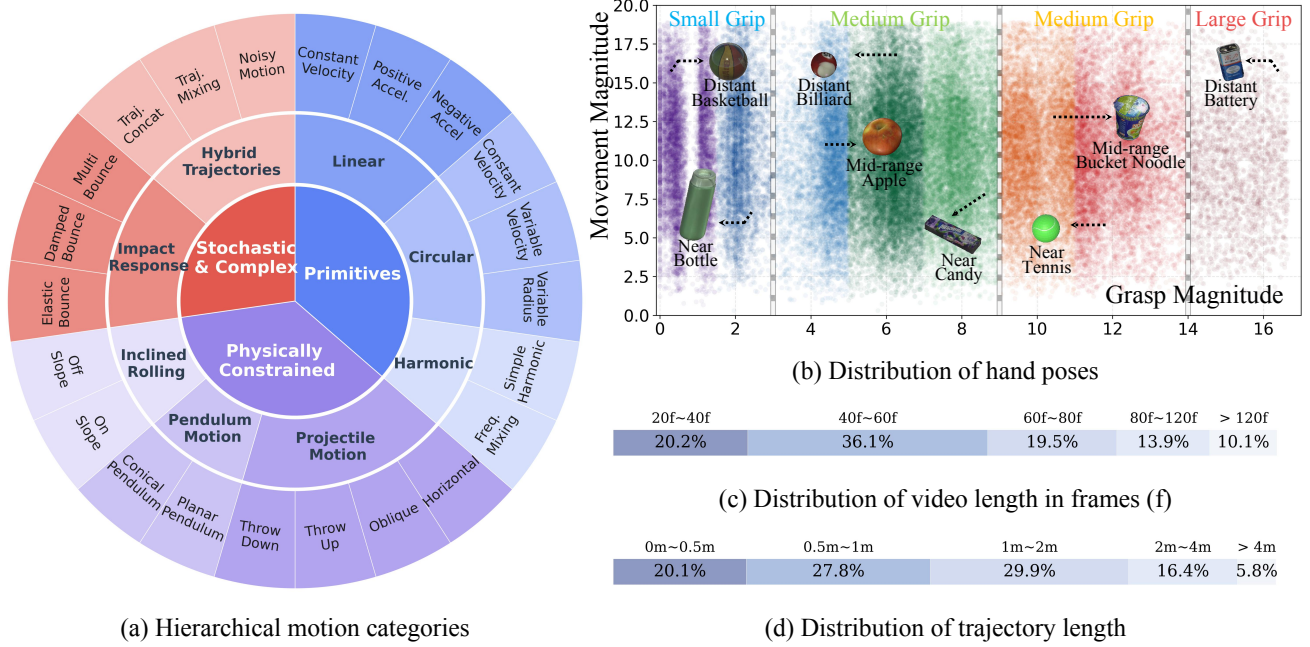 Noisy
Motion
Traj.
Mixing
Traj.
Concat
Multi
Bounce
Damped
Bounce
Elastic
Bounce
Off
Slope
On
Slope
Conical
Pendulum
Planar
Pendulum
Throw
Down
Throw
Up
Oblique
Horizontal
Freq.
Mixing
Simple
Harmonic
Variable
Radius
Variable
Velocity
Constant
Velocity
Negative
Accel
Positive
Accel.
Constant
Velocity
Hybrid
Trajectories
Linear
Impact
Response
Circular
Inclined
Rolling
Harmonic
Pendulum
Motion
Projectile
Motion
Stochastic
& Complex
Primitives
Physically
Constrained
(a) Hierarchical motion categories
Movement Magnitude
20.0
17.5
15.0
12.5
10.0
7.5
5.0
2.5
0.0
Small Grip
Medium Grip
Medium Grip
Large Grip
Distant
Basketball
Distant
Billiard
Distant
Battery
Mid-range
Apple
Mid-range
Bucket Noodle
Near
Bottle
Near
Candy
Near
Tennis
Grasp Magnitude
0 2 4 6 8 10 12 14 16
(b) Distribution of hand poses
20f~40f 40f~60f 60f~80f 80f~120f > 120f
20.2% 36.1% 19.5% 13.9% 10.1%
(c) Distribution of video length in frames (f)
0m~0.5m 0.5m~1m 1m~2m 2m~4m > 4m
20.1% 27.8% 29.9% 16.4% 5.8%
(d) Distribution of trajectory length